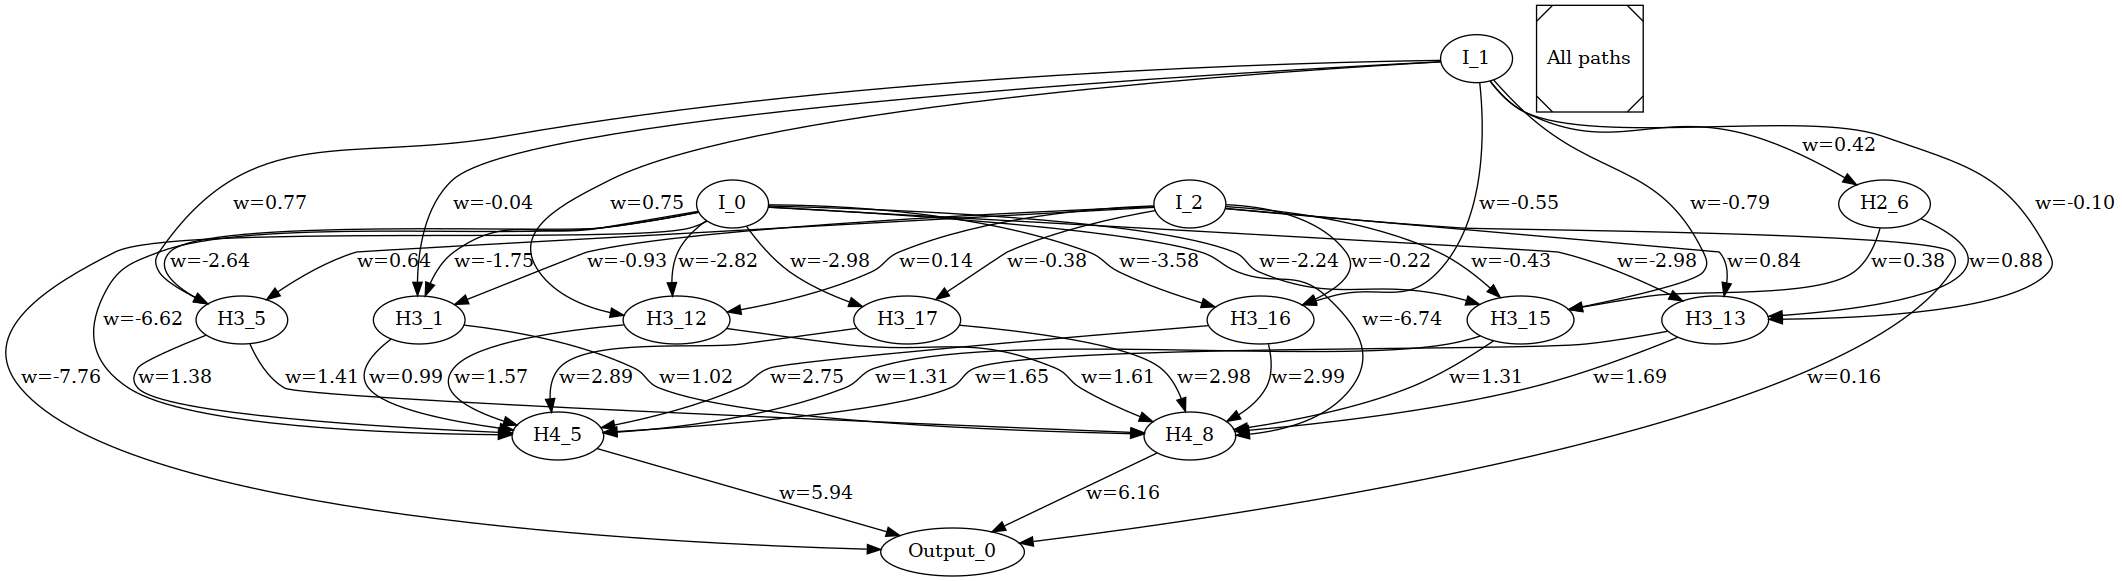 I_1
All paths
w=0.42
w=0.77
w=-0.04
w=0.75
I_0
I_2
w=-0.55
w=-0.79
H2_6
w=-0.10
w=-2.64
w=0.64
w=-1.75
w=-0.93
w=-2.82
w=-2.98
w=0.14
w=-0.38
w=-3.58
w=-2.24
w=-0.22
w=-0.43
w=-2.98
w=0.84
w=0.38
w=0.88
w=-6.62
H3_5
H3_1
H3_12
H3_17
H3_16
w=-6.74
H3_15
H3_13
w=-7.76
w=1.38
w=1.41
w=0.99
w=1.57
w=2.89
w=1.02
w=2.75
w=1.31
w=1.65
w=1.61
w=2.98
w=2.99
w=1.31
w=1.69
w=0.16
H4_5
H4_8
w=5.94
w=6.16
Output_0